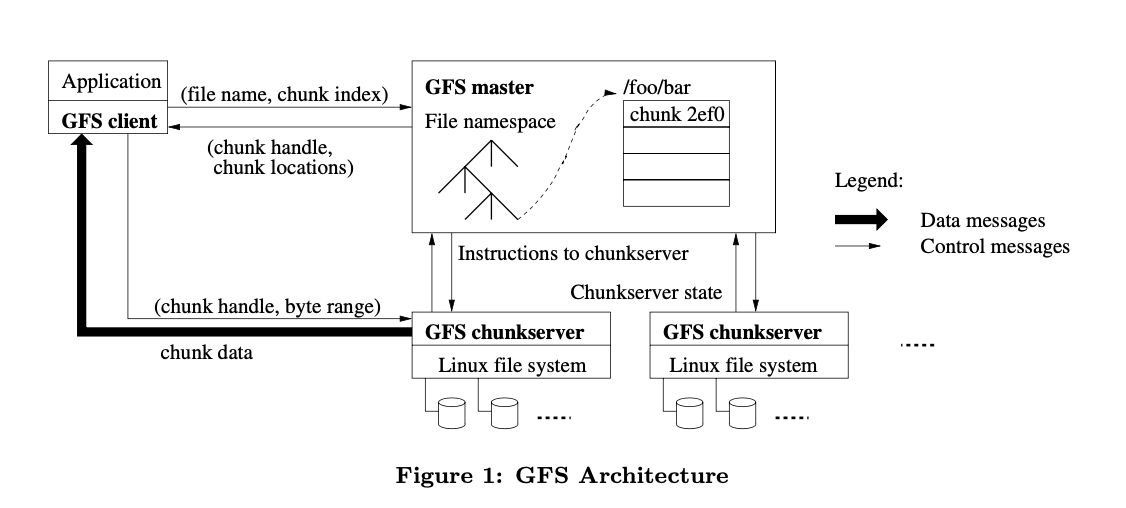 Application
GFS client
(file name, chunk index)
(chunk handle,
chunk locations)
GFS master
File namespace
/foo/bar
chunk 2ef0
Legend:
Data messages
Control messages
Instructions to chunkserver
Chunkserver state
(chunk handle, byte range)
chunk data
GFS chunkserver
Linux file system
GFS chunkserver
Linux file system
Figure 1: GFS Architecture